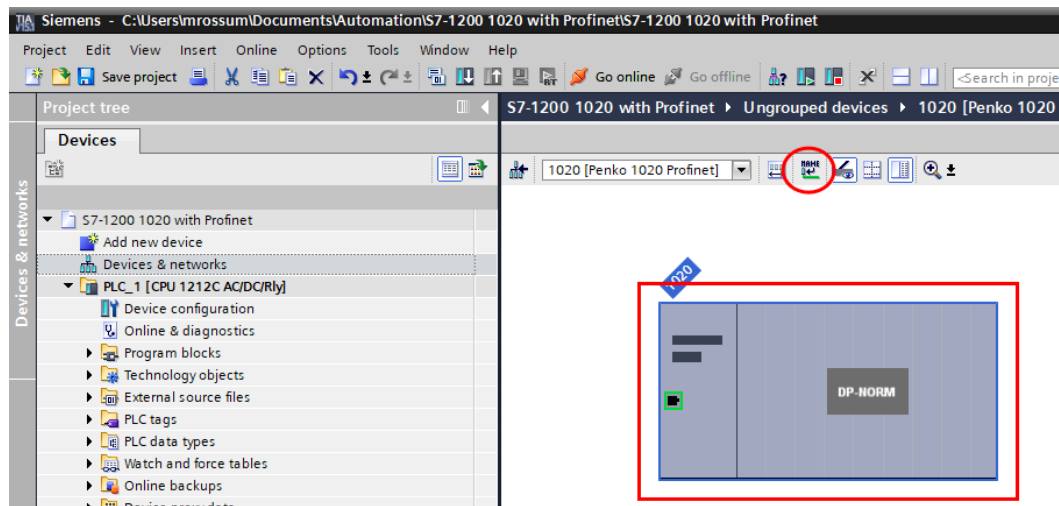 TIA
Siemens - C:\Users\mrossum\Documents\Automation\S7-1200 1020 with Profinet\S7-1200 1020 with Profinet
Project Edit View Insert Online Options Tools Window Help
Save project Go online Go offline <Search in proje
Project tree
S7-1200 1020 with Profinet Ungrouped devices 1020 [Penko 1020
Devices
1020 [Penko 1020 Profinet] NAME
S7-1200 1020 with Profinet
Add new device
Devices & networks
PLC_1 [CPU 1212C AC/DC/Rly]
Device configuration
Online & diagnostics
Program blocks
Technology objects
External source files
PLC tags
PLC data types
Watch and force tables
Online backups
Devices & networks
1020
DP-NORM